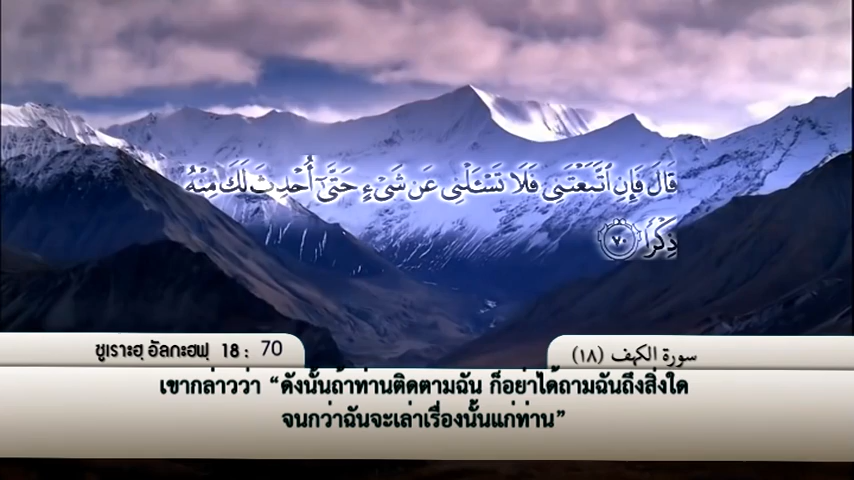 قَالَ فَإِنِ ٱتَّبَعْتَنِى فَلَا تَسْـَٔلْنِى عَن شَىْءٍ حَتَّىٰٓ أُحْدِثَ لَكَ مِنْهُ
ذِكْرًا ٧٠
ซูเราะฮฺ อัลกะฮฟฺ 18 : 70
سورة الكهف (١٨)
เขากล่าวว่า “ดังนั้นถ้าท่านติดตามฉัน ก็อย่าได้ถามฉันถึงสิ่งใด
จนกว่าฉันจะเล่าเรื่องนั้นแก่ท่าน”